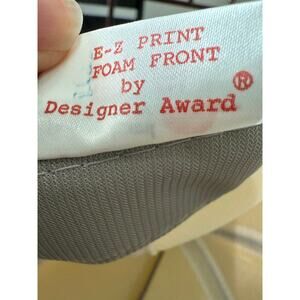 E-Z PRINT
FOAM FRONT
by
Designer Award ®